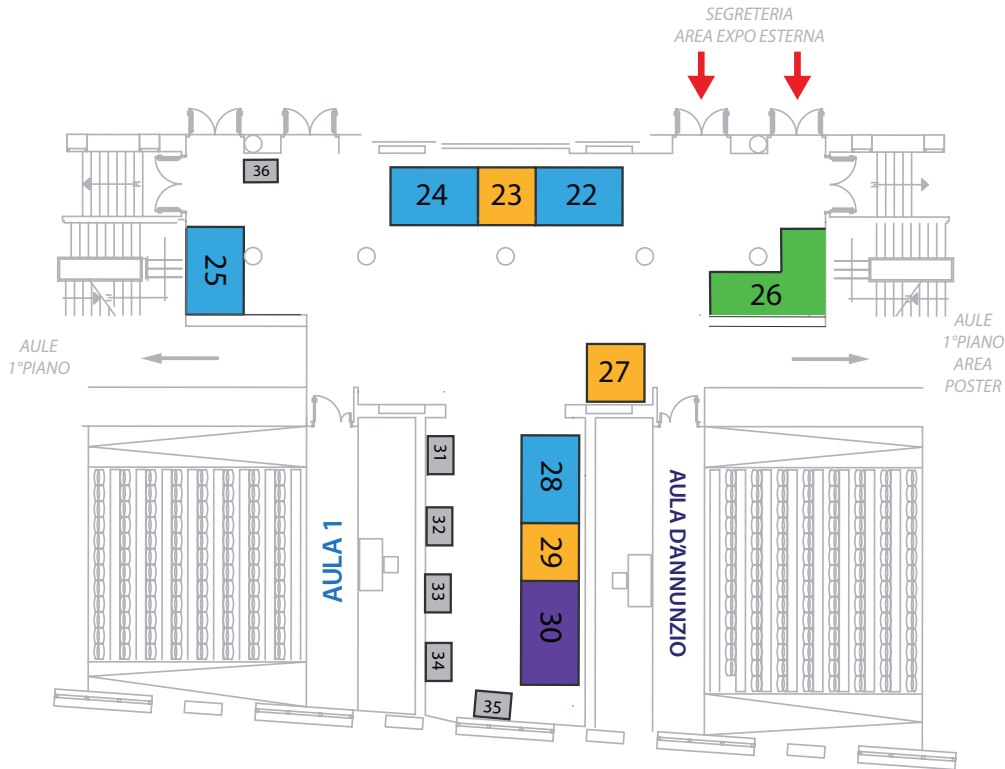 SEGRETERIA
AREA EXPO ESTERNA
36
24
23
22
25
26
AULE
1°PIANO
AULE
1°PIANO
AREA
POSTER
27
31
28
32
29
33
30
34
35
AULA 1
AULA D'ANNUNZIO